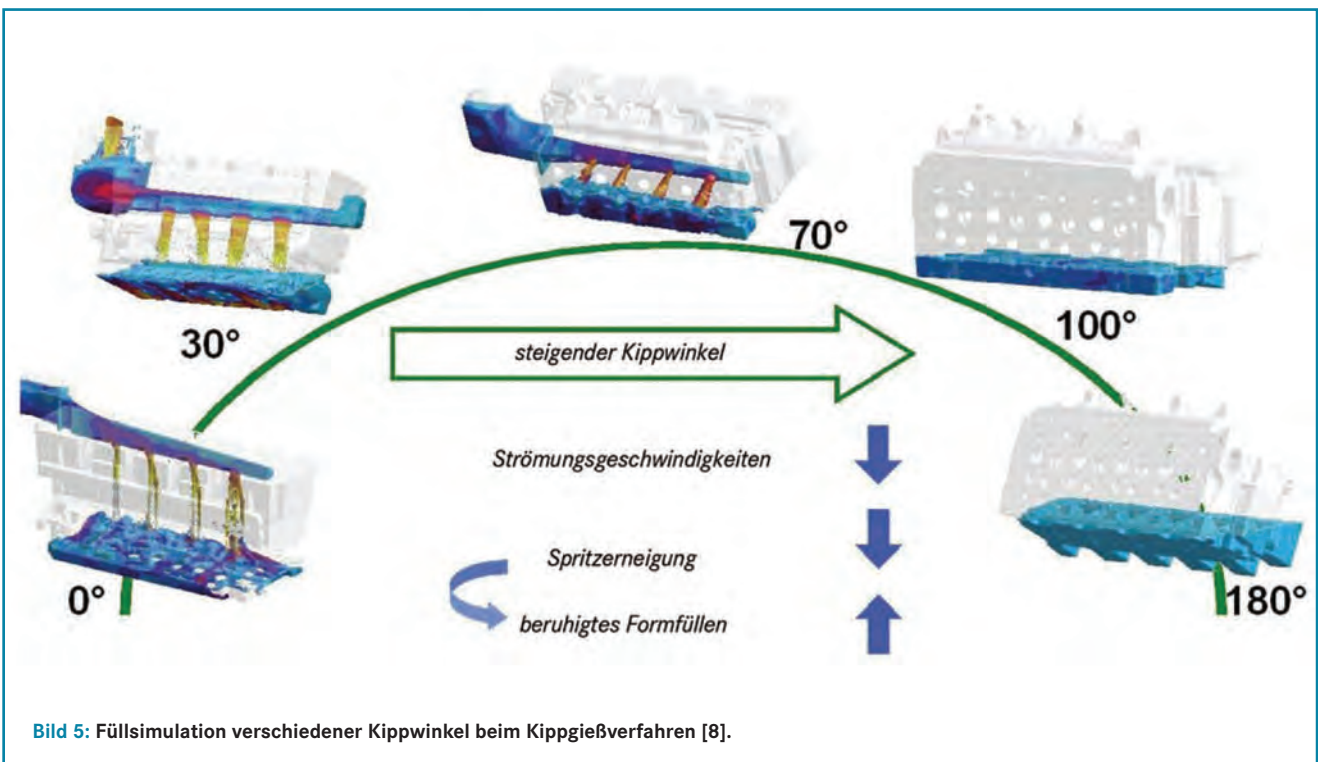 70°
30°
100°
steigender Kippwinkel
Strömungsgeschwindigkeiten
Spritzerneigung
0°
180°
beruhigtes Formfüllen
Bild 5: Füllsimulation verschiedener Kippwinkel beim Kippgießverfahren [8].